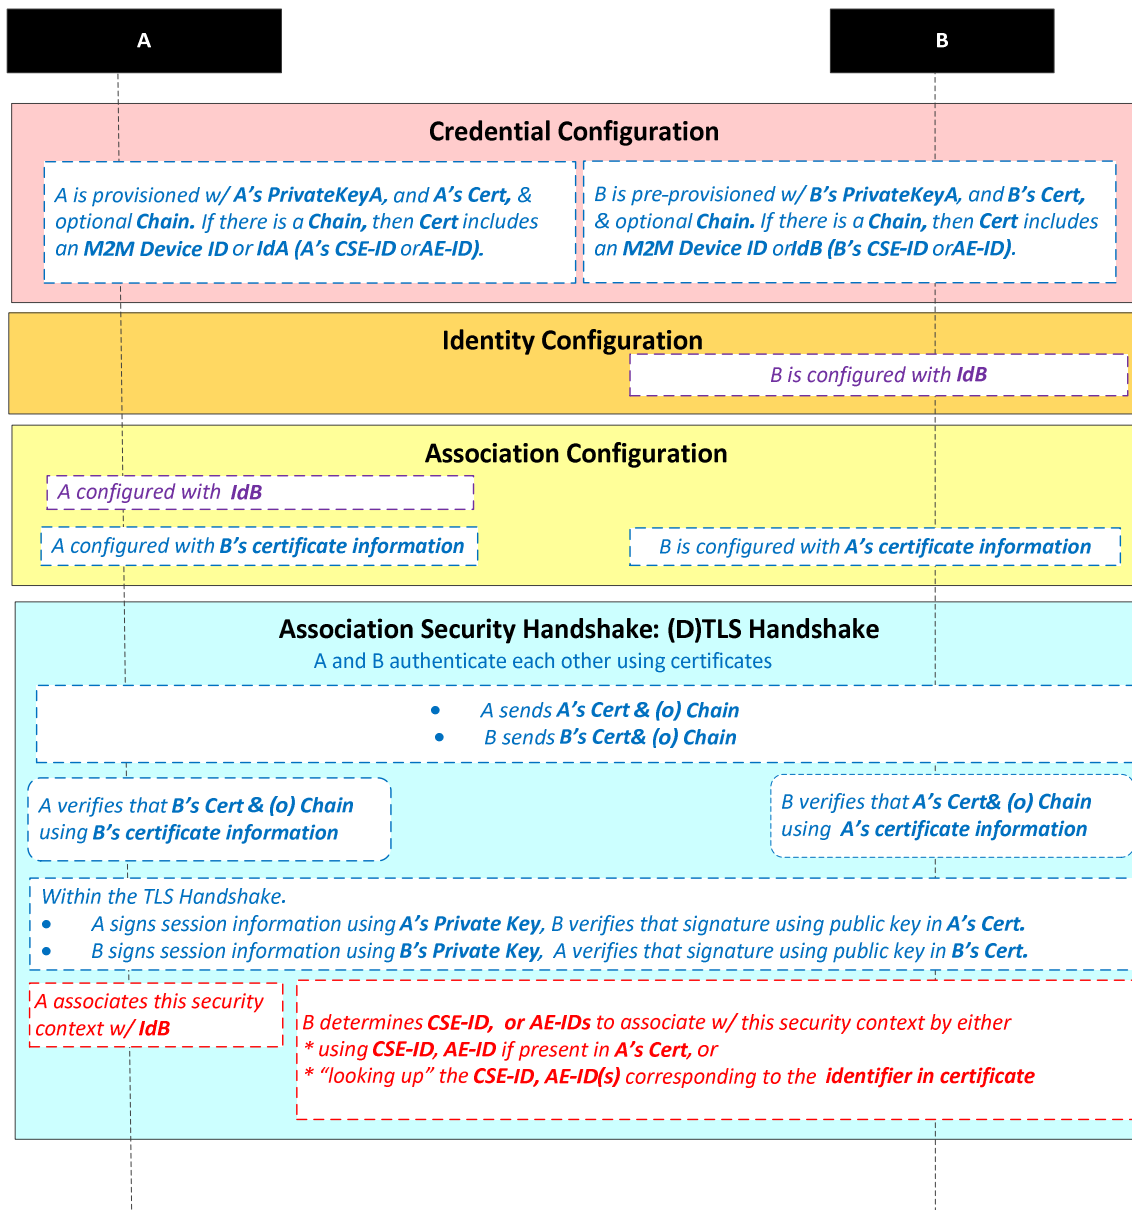 A
B
Credential Configuration
A is provisioned w/ A's PrivateKeyA, and A's Cert, &
optional Chain. If there is a Chain, then Cert includes
an M2M Device ID or IdA (A's CSE-ID orAE-ID).
B is pre-provisioned w/ B's PrivateKeyA, and B's Cert,
& optional Chain. If there is a Chain, then Cert includes
an M2M Device ID orIdB (B's CSE-ID orAE-ID).
Identity Configuration
B is configured with IdB
Association Configuration
A configured with IdB
A configured with B's certificate information
B is configured with A's certificate information
Association Security Handshake: (D)TLS Handshake
A and B authenticate each other using certificates
• A sends A's Cert & (o) Chain
• B sends B's Cert& (o) Chain
A verifies that B's Cert & (o) Chain
using B's certificate information
B verifies that A's Cert& (o) Chain
using A's certificate information
Within the TLS Handshake.
• A signs session information using A's Private Key, B verifies that signature using public key in A's Cert.
• B signs session information using B's Private Key, A verifies that signature using public key in B's Cert.
A associates this security
context w/ IdB
B determines CSE-ID, or AE-IDs to associate w/ this security context by either
* using CSE-ID, AE-ID if present in A's Cert, or
* “looking up” the CSE-ID, AE-ID(s) corresponding to the identifier in certificate